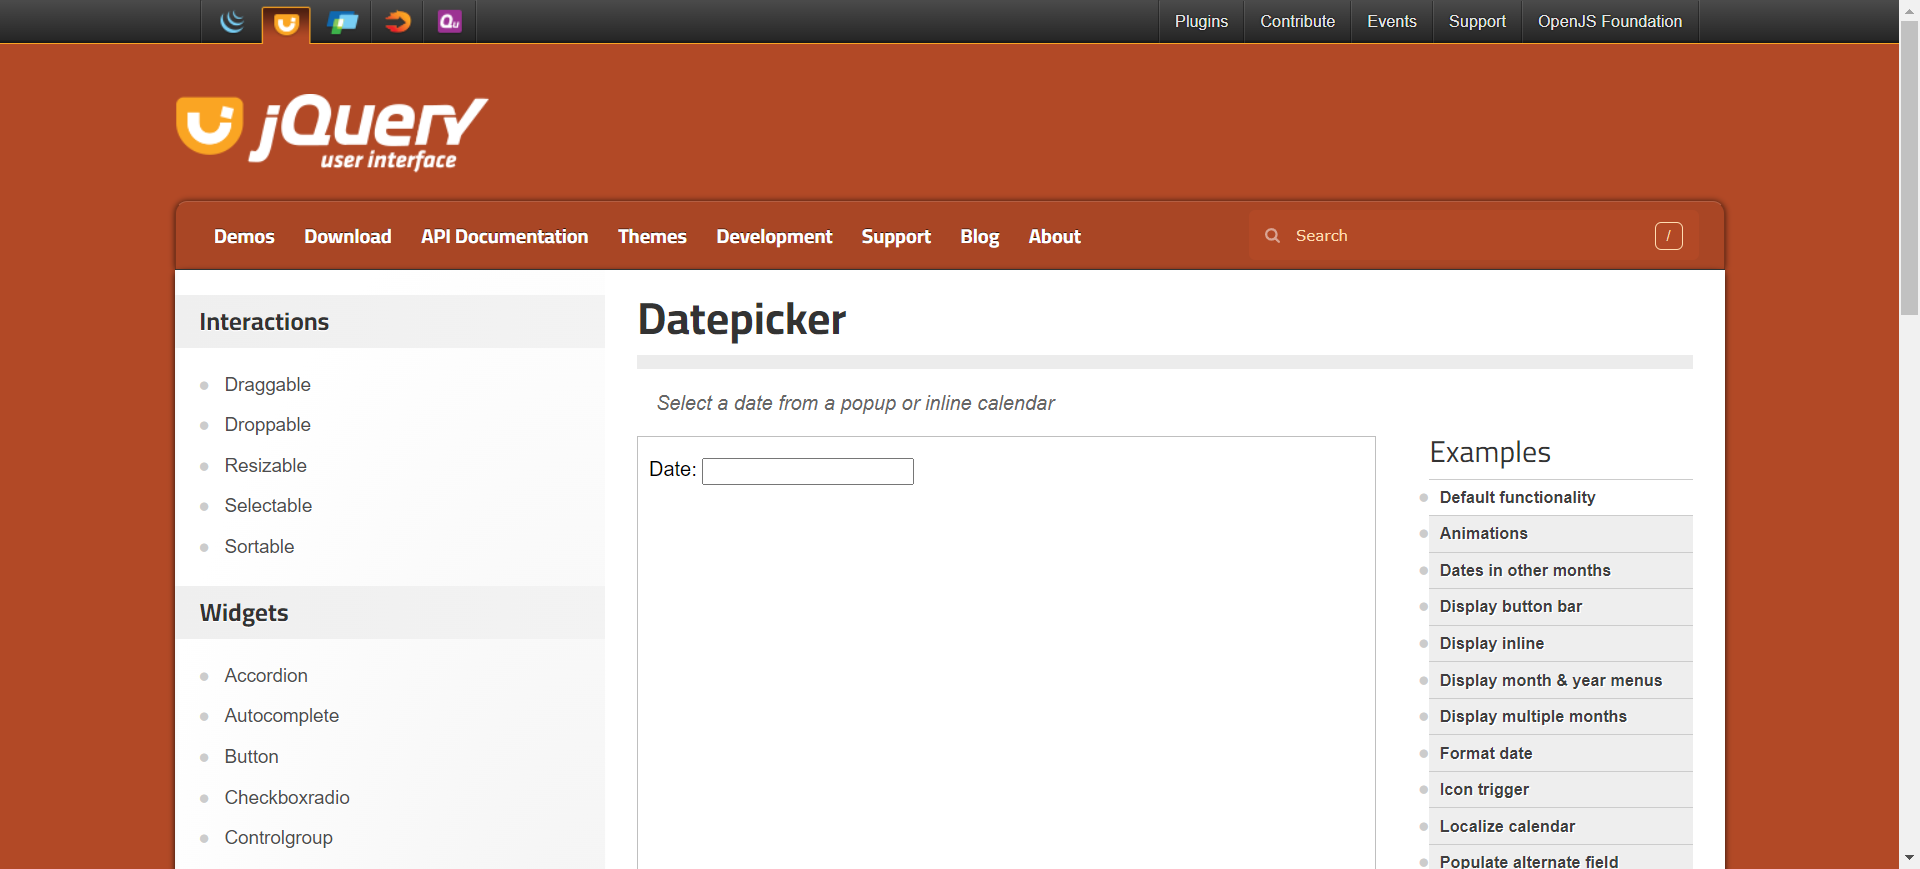 Plugins
Contribute
Events
Support
OpenJS Foundation
jQuery
user interface
Demos
Download
API Documentation
Themes
Development
Support
Blog
About
Search
/
Interactions
Draggable
Droppable
Resizable
Selectable
Sortable
Widgets
Accordion
Autocomplete
Button
Checkboxradio
Controlgroup
Datepicker
Select a date from a popup or inline calendar
Date:
Examples
Default functionality
Animations
Dates in other months
Display button bar
Display inline
Display month & year menus
Display multiple months
Format date
Icon trigger
Localize calendar
Populate alternate field